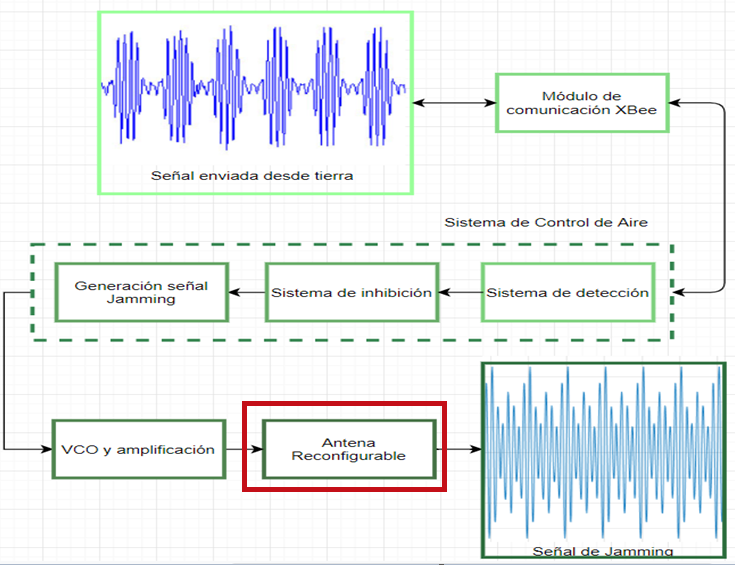 Señal enviada desde tierra
Módulo de
comunicación XBee
Sistema de Control de Aire
Generación señal
Jamming
Sistema de inhibición
Sistema de detección
VCO y amplificación
Antena
Reconfigurable
Señal de Jamming